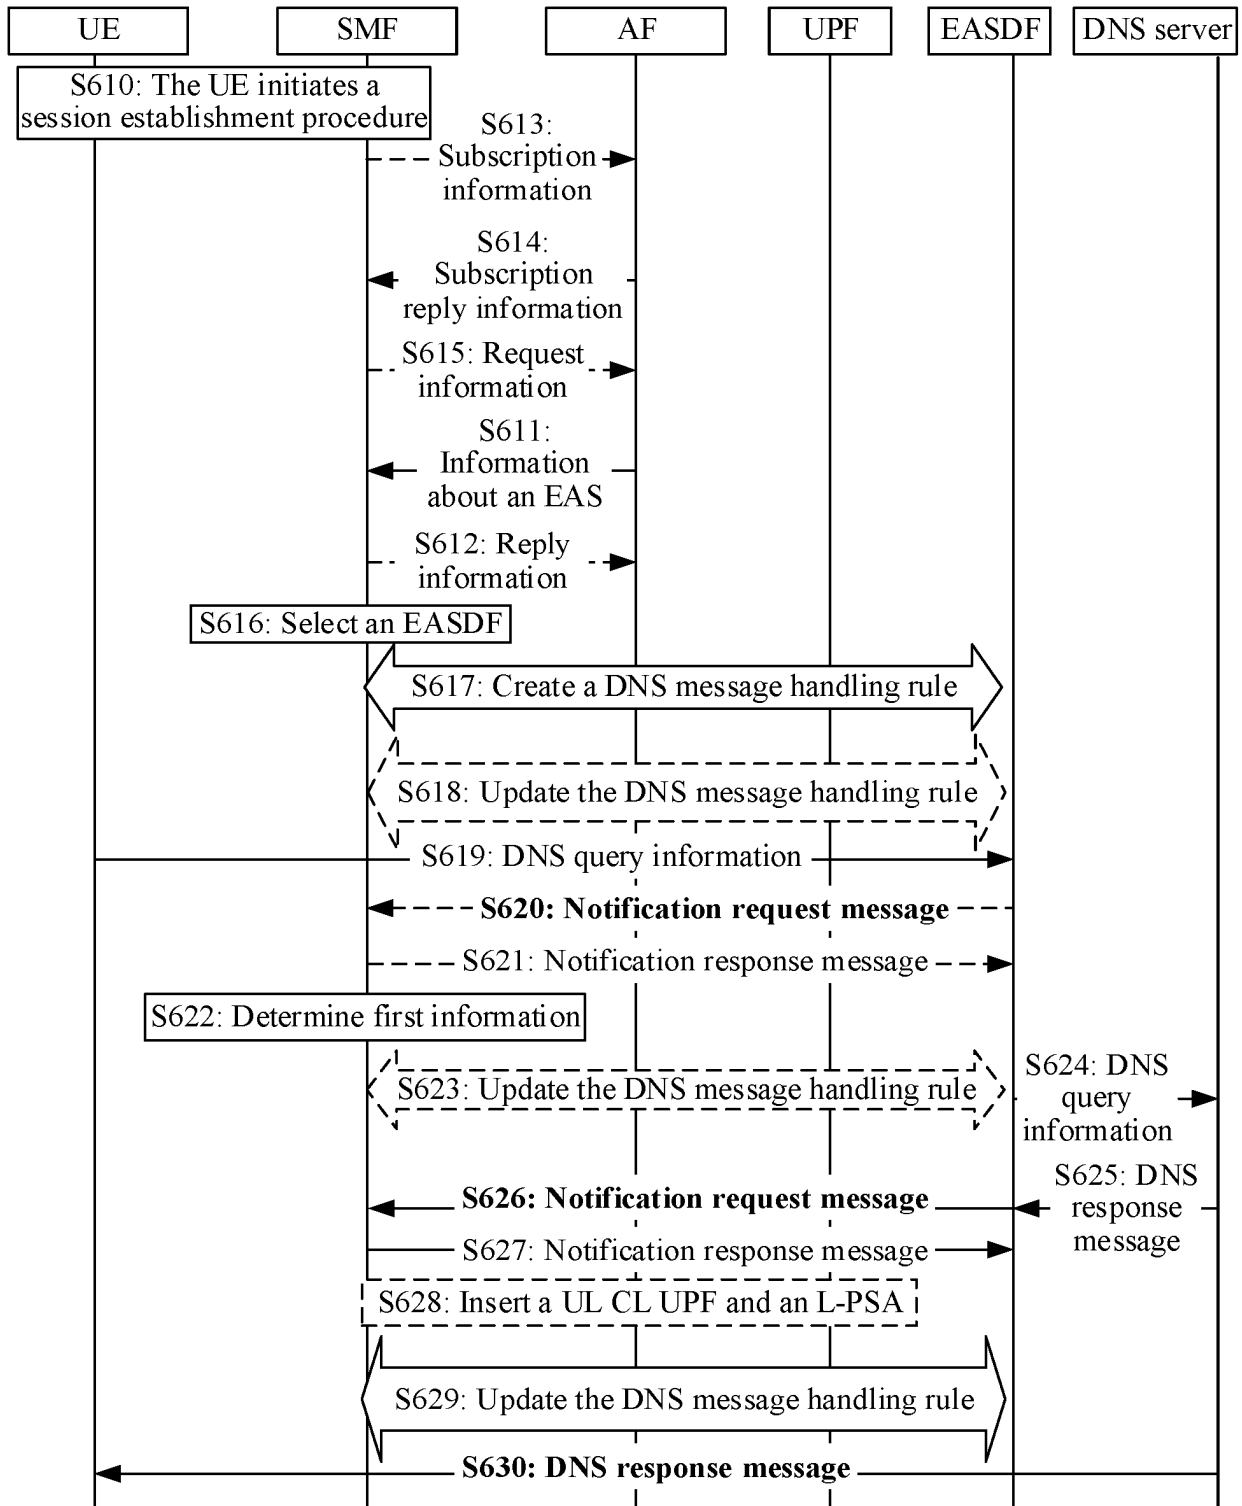 UE SMF AF UPF EASDF DNS server
S610: The UE initiates a
session establishment procedure
S613:
Subscription
information
S614:
Subscription
reply information
S615: Request
information
S611:
Information
about an EAS
S612: Reply
information
S616: Select an EASDF
S617: Create a DNS message handling rule
S618: Update the DNS message handling rule
S619: DNS query information
S620: Notification request message
S621: Notification response message
S622: Determine first information
S623: Update the DNS message handling rule
S624: DNS
query
information
S625: DNS
response
message
S626: Notification request message
S627: Notification response message
S628: Insert a UL CL UPF and an L-PSA
S629: Update the DNS message handling rule
S630: DNS response message